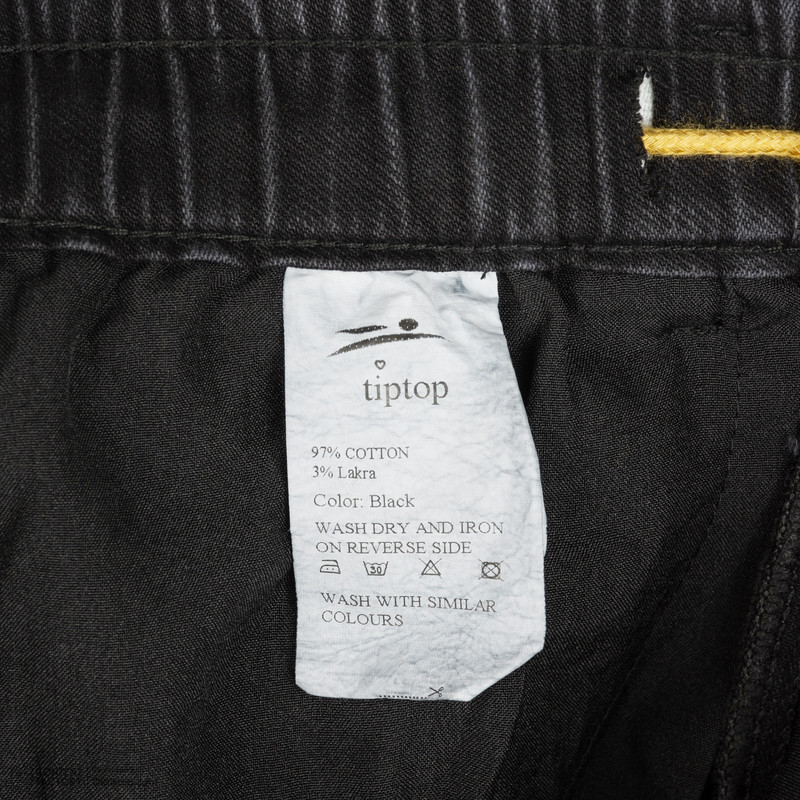 tiptop
97% COTTON
3% Lakra
Color: Black
WASH DRY AND IRON
ON REVERSE SIDE
30
WASH WITH SIMILAR
COLOURS